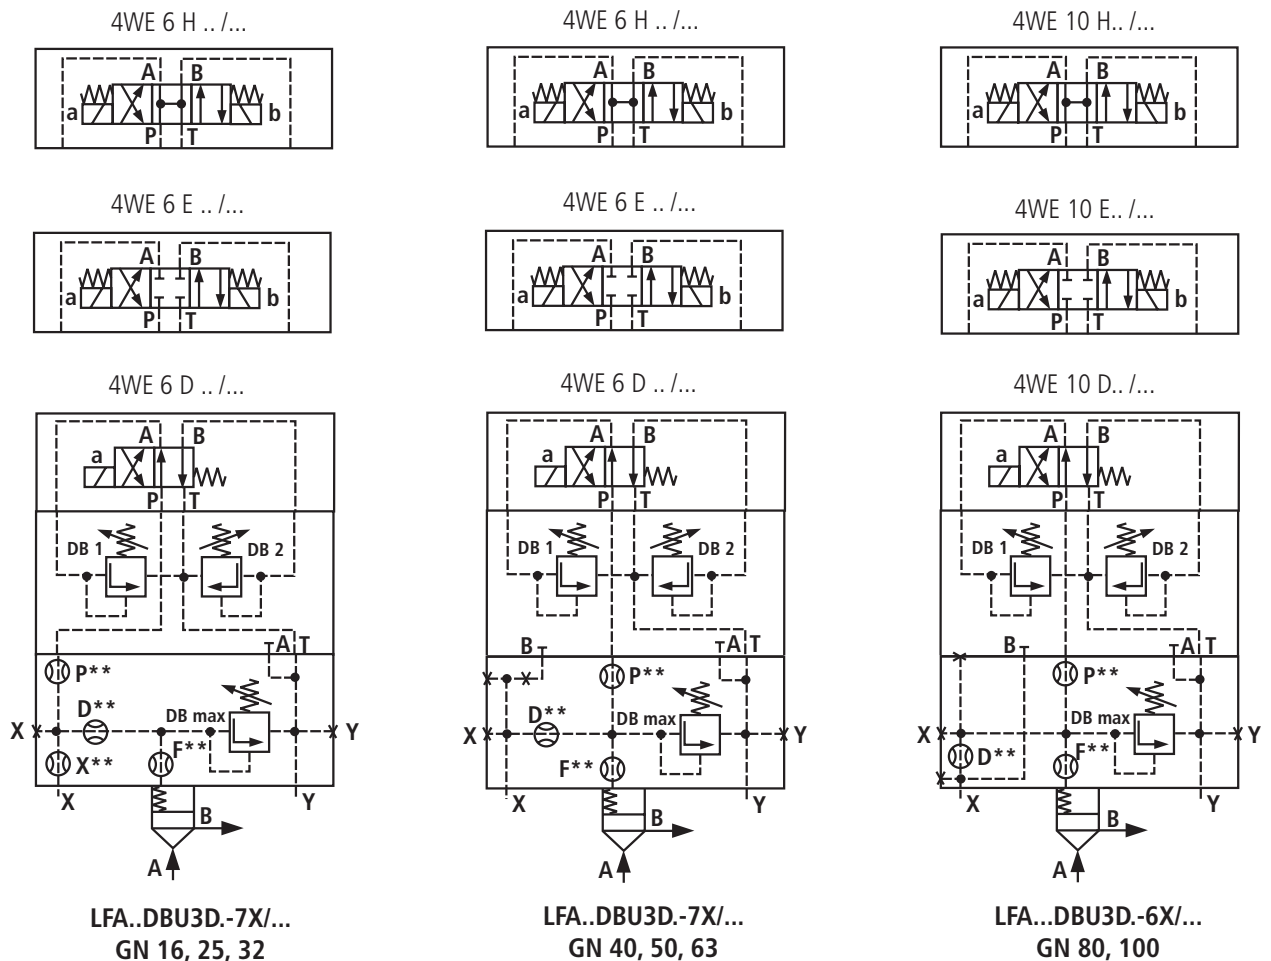 4WE 6 H .. /...
A B
a b
P T
4WE 6 E .. /...
A B
a b
P T
4WE 6 D .. /...
A B
a
P T
DB 1 DB 2
A T
P**
D**
DB max
X Y
X** F**
X Y
B
A
LFA..DBU3D.-7X/...
GN 16, 25, 32
4WE 6 H .. /...
A B
a b
P T
4WE 6 E .. /...
A B
a b
P T
4WE 6 D .. /...
A B
a
P T
DB 1 DB 2
B A T
P**
D** DB max
X Y
F**
X Y
B
A
LFA..DBU3D.-7X/...
GN 40, 50, 63
4WE 10 H.. /...
A B
a b
P T
4WE 10 E.. /...
A B
a b
P T
4WE 10 D.. /...
A B
a
P T
DB 1 DB 2
B A T
P**
DB max
X Y
D** F**
X Y
B
A
LFA...DBU3D.-6X/...
GN 80, 100